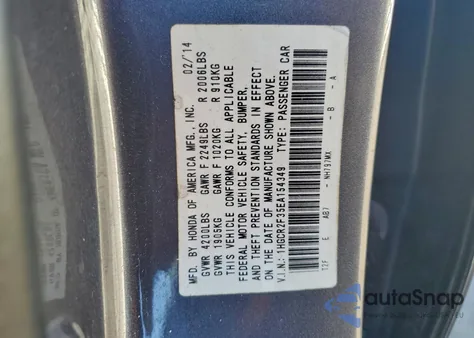 MFD. BY HONDA OF AMERICA MFG., INC. 02/14
GVWR 4200LBS GAWR F 2249LBS R 2006LBS
GVWR 1905KG GAWR F 1020KG R 910KG
THIS VEHICLE CONFORMS TO ALL APPLICABLE
FEDERAL MOTOR VEHICLE SAFETY, BUMPER,
AND THEFT PREVENTION STANDARDS IN EFFECT
ON THE DATE OF MANUFACTURE SHOWN ABOVE.
V.I.N.: 1HGCR2F35EA154349 TYPE: PASSENGER CAR
12F E AB7 NH797MX - B - A
autoSnap